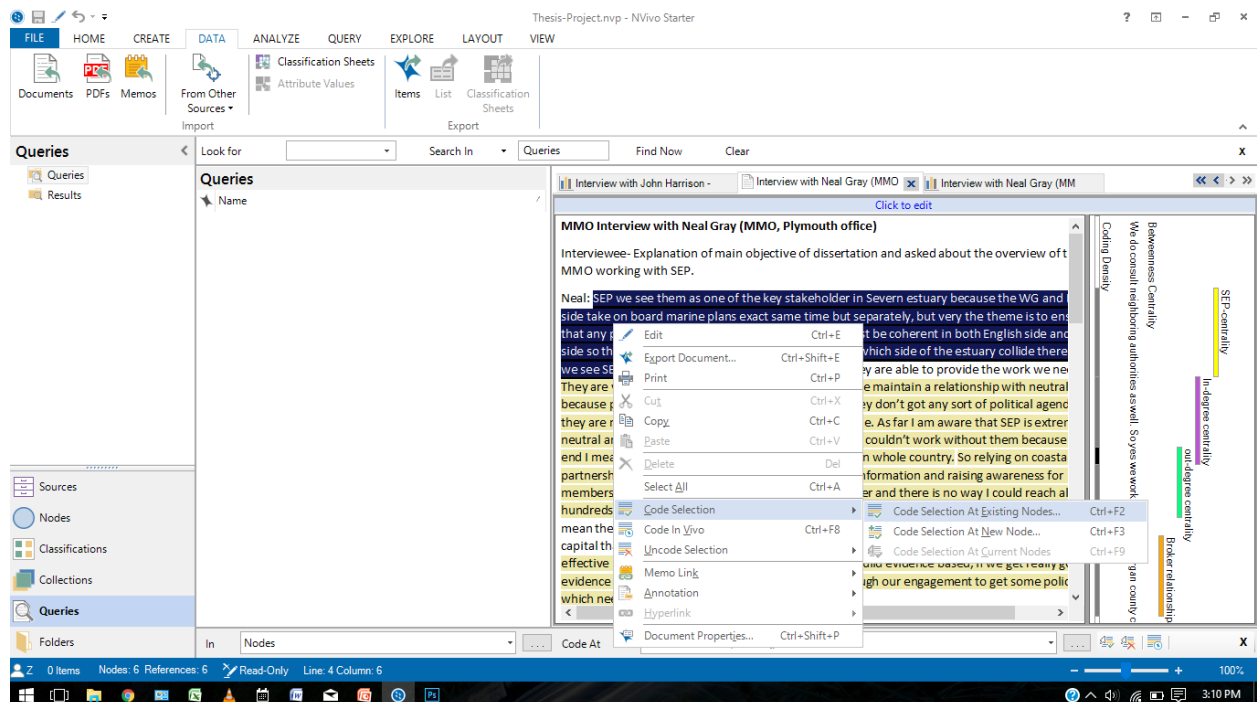 Thesis-Project.nvp - NVivo Starter
FILE HOME CREATE DATA ANALYZE QUERY EXPLORE LAYOUT VIEW
Documents PDFs Memos From Other Sources Classification Sheets Attribute Values Items List Classification Sheets
Import Export
Queries
Look for Search In Queries Find Now Clear X
Queries
Results
Queries
Name
Interview with John Harrison - Interview with Neal Gray (MMO Interview with Neal Gray (MM
Click to edit
MMO Interview with Neal Gray (MMO, Plymouth office)
Interviewee- Explanation of main objective of dissertation and asked about the overview of t
MMO working with SEP.
Neal: SEP we see them as one of the key stakeholder in Severn estuary because the WG and
side take on board marine plans exact same time but separately, but very the theme is to ens
that any t be coherent in both English side and
side so th which side of the estuary collide there
we see SE ey are able to provide the work we nee
They are e maintain a relationship with neutral
because ey don't got any sort of political agend
they are e. As far I am aware that SEP is extrer
neutral a couldn't work without them because
end I mea n whole country. So relying on coasta
partnersh nformation and raising awareness for
members er and there is no way I could reach al
hundreds
mean the
capital th
effective uild evidence based, if we get really g
evidence gh our engagement to get some polic
which nee
Edit Ctrl+E
Export Document... Ctrl+Shift+E
Print Ctrl+P
Cut Ctrl+X
Copy Ctrl+C
Paste Ctrl+V
Delete Del
Select All Ctrl+A
Code Selection
Code In Vivo Ctrl+F8
Uncode Selection
Memo Link
Annotation
Hyperlink
Document Properties... Ctrl+Shift+P
Code Selection At Existing Nodes... Ctrl+F2
Code Selection At New Node... Ctrl+F3
Code Selection At Current Nodes Ctrl+F9
Coding Density
We do consult neighboring authorities as well. So yes we work
gan county c
Betweenness Centrality
SEP-centrality
In-degree centrality
out-degree centrality
Broker relationship
Sources
Nodes
Classifications
Collections
Queries
Folders
In Nodes ... Code At ... X
Z 0 Items Nodes: 6 References: 6 Read-Only Line: 4 Column: 6 100%
3:10 PM